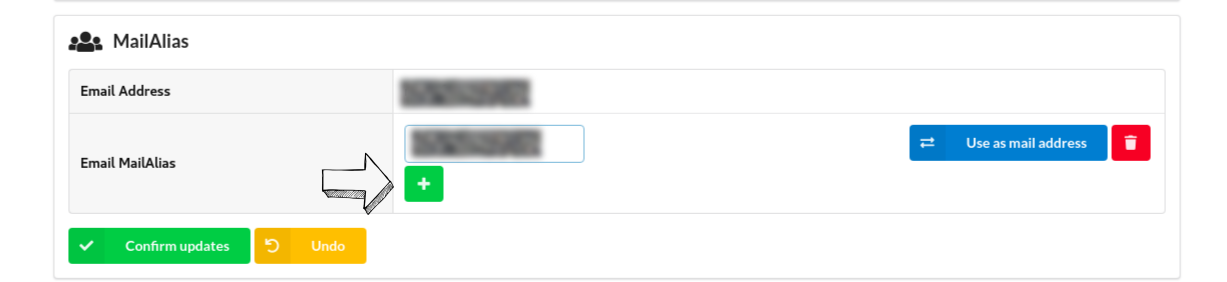 MailAlias
Email Address
Email MailAlias
Use as mail address
Confirm updates
Undo